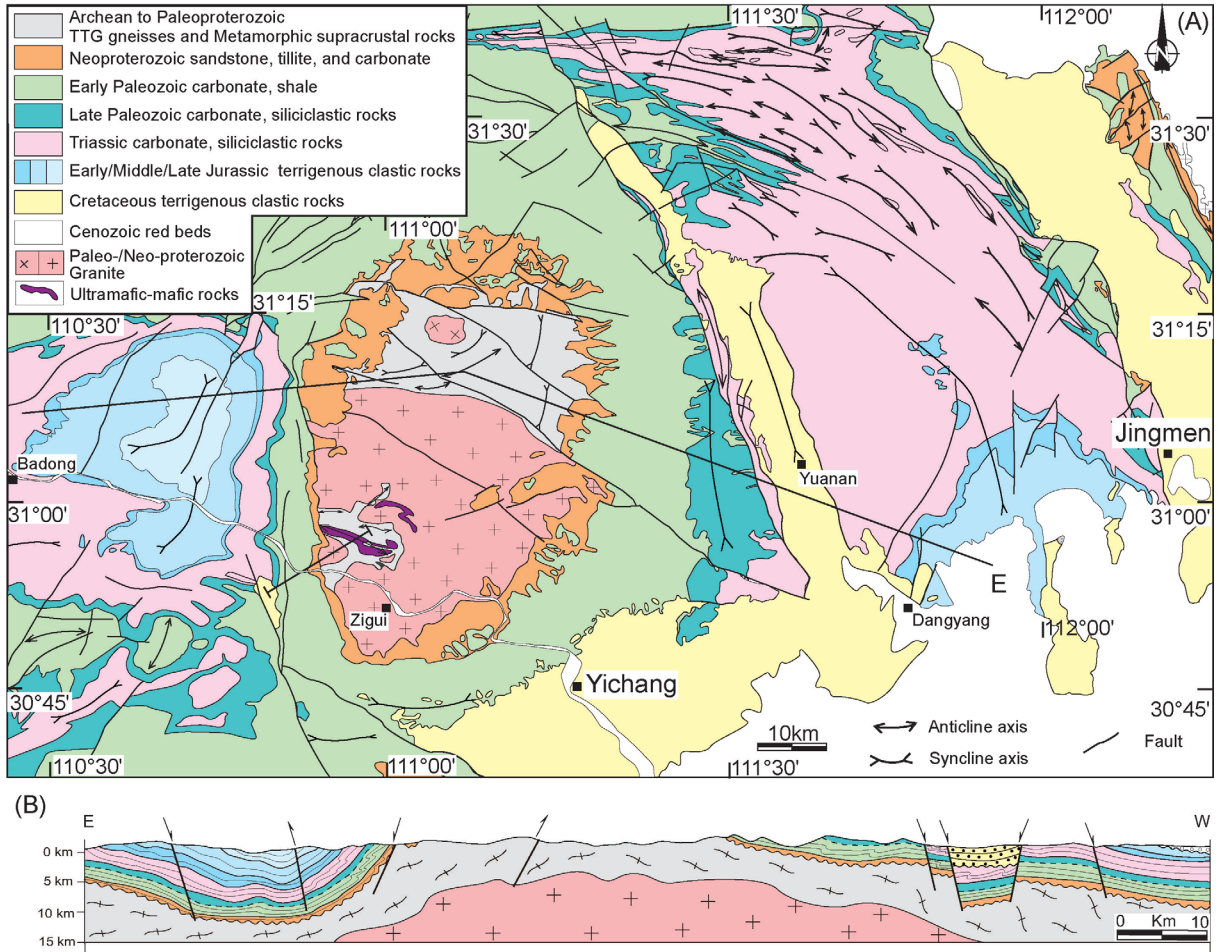 Archean to Paleoproterozoic
TTG gneisses and Metamorphic supracrustal rocks
Neoproterozoic sandstone, tillite, and carbonate
Early Paleozoic carbonate, shale
Late Paleozoic carbonate, siliciclastic rocks
Triassic carbonate, siliciclastic rocks
Early/Middle/Late Jurassic terrigenous clastic rocks
Cretaceous terrigenous clastic rocks
Cenozoic red beds
Paleo-/Neo-proterozoic
Granite
Ultramafic-mafic rocks
111°30'
112°00'
(A)
31°30'
31°30'
111°00'
31°15'
110°30'
31°15'
Jingmen
Badong
Yuanan
31°00'
31°00'
E
Zigui
Dangyang
112°00'
Yichang
30°45'
30°45'
10km
Anticline axis
Syncline axis
Fault
110°30'
111°00'
111°30'
(B)
E
W
0 km
5 km
10 km
15 km
0 Km 10